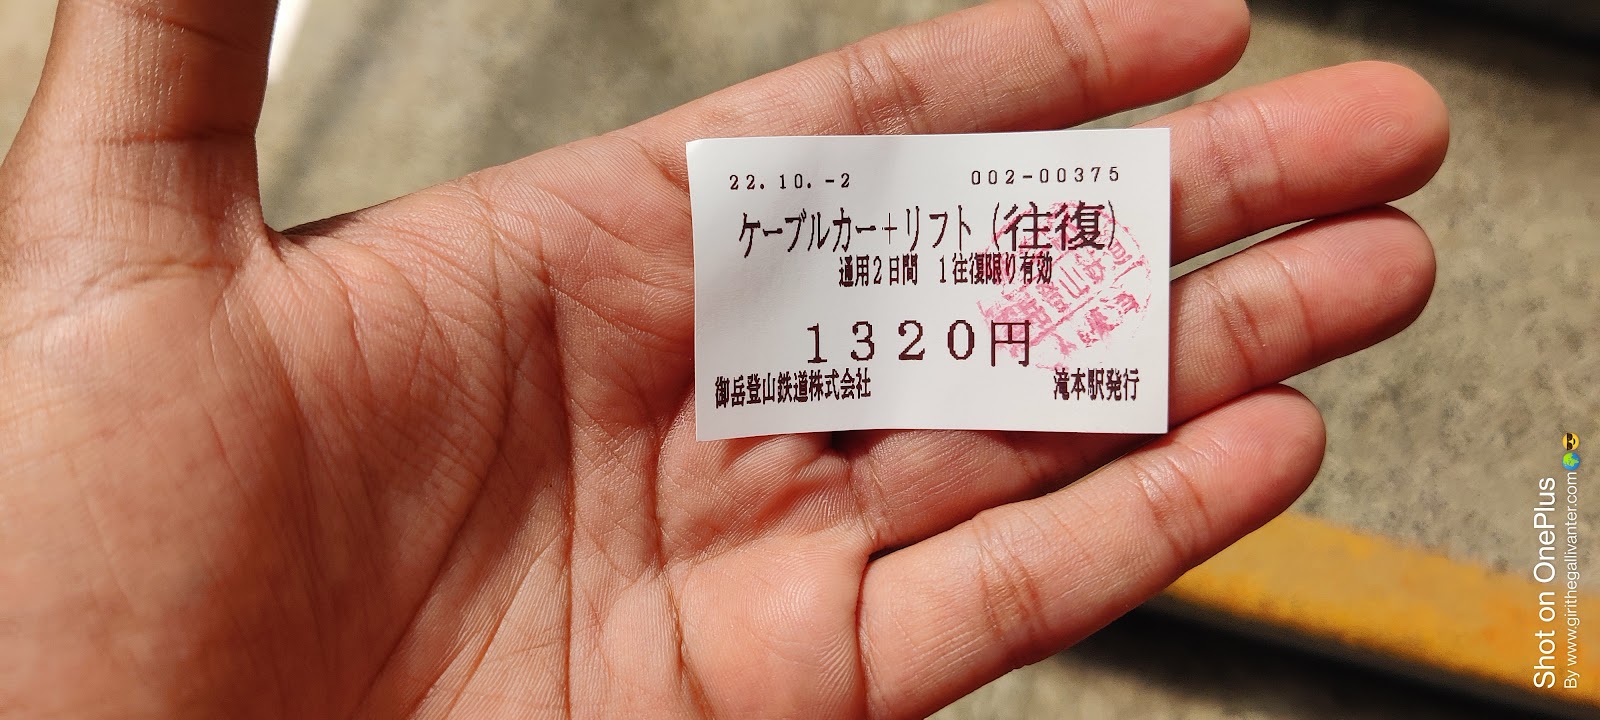 22.10.-2 002-00375
ケーブルカー+リフト(往復)
通用2日間 1往復限り有効
1320円
御岳登山鉄道株式会社 滝本駅発行
Shot on OnePlus
By www.girithegallivanter.com🌍😎